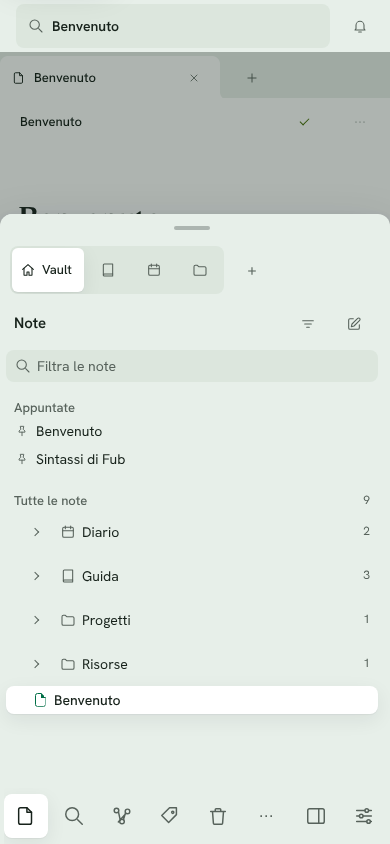 Benvenuto
Benvenuto
Benvenuto
Benvenuto
Vault
Note
Filtra le note
Appuntate
Benvenuto
Sintassi di Fub
Tutte le note 9
Diario 2
Guida 3
Progetti 1
Risorse 1
Benvenuto